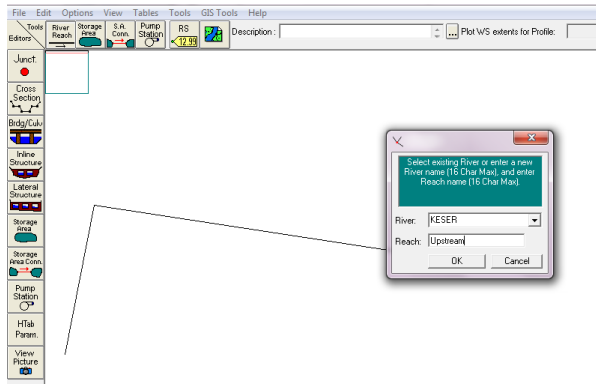 File Edit Options View Tables Tools GIS Tools Help
Tools
Editors
River
Reach
Storage
Area
S.A.
Conn.
Pump
Station
RS
12.99
Description :
...
Plot WS extents for Profile:
Junct.
Cross
Section
Brdg/Culv
Inline
Structure
Lateral
Structure
Storage
Area
Storage
Area Conn.
Pump
Station
HTab
Param.
View
Picture
Select existing River or enter a new
River name (16 Char Max), and enter
Reach name (16 Char Max).
River: KESER
Reach: Upstream
OK Cancel